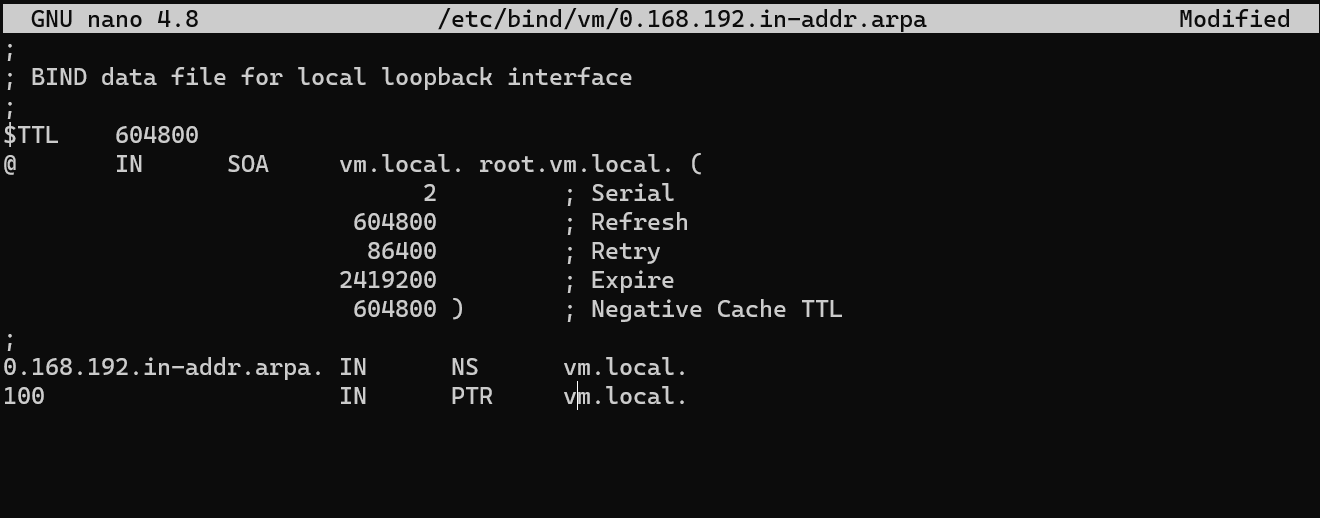 GNU nano 4.8 /etc/bind/vm/0.168.192.in-addr.arpa Modified
;
; BIND data file for local loopback interface
;
$TTL 604800
@ IN SOA vm.local. root.vm.local. (
2 ; Serial
604800 ; Refresh
86400 ; Retry
2419200 ; Expire
604800 ) ; Negative Cache TTL
;
0.168.192.in-addr.arpa. IN NS vm.local.
100 IN PTR vm.local.